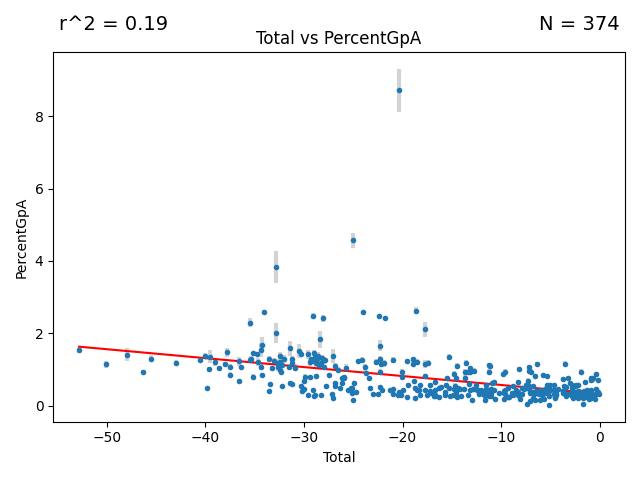 r^2 = 0.19
N = 374
Total vs PercentGpA
PercentGpA
8
6
4
2
0
−50
−40
−30
−20
−10
0
Total